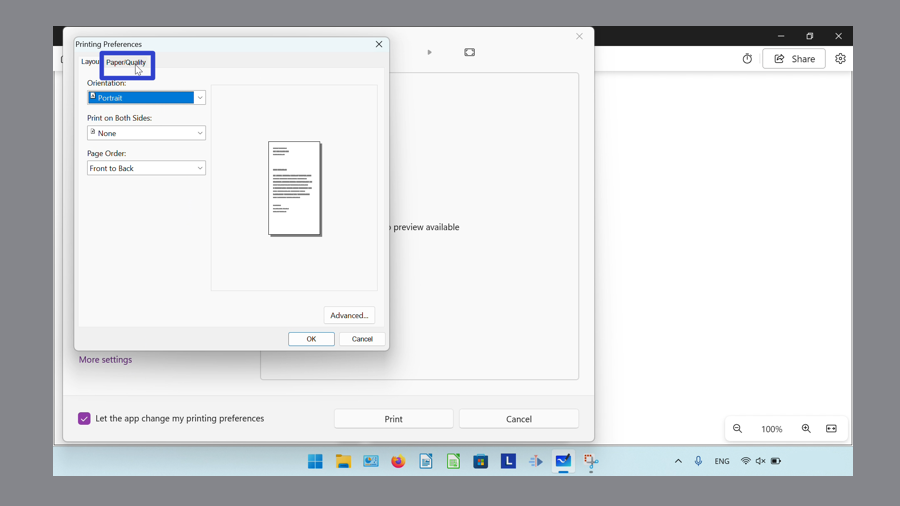 Printing Preferences
Share
Paper/Quality
Orientation:
Portrait
Print on Both Sides:
None
Page Order:
Front to Back
preview available
Advanced...
OK
Cancel
More settings
Let the app change my printing preferences
Print
Cancel
100%
L
ENG